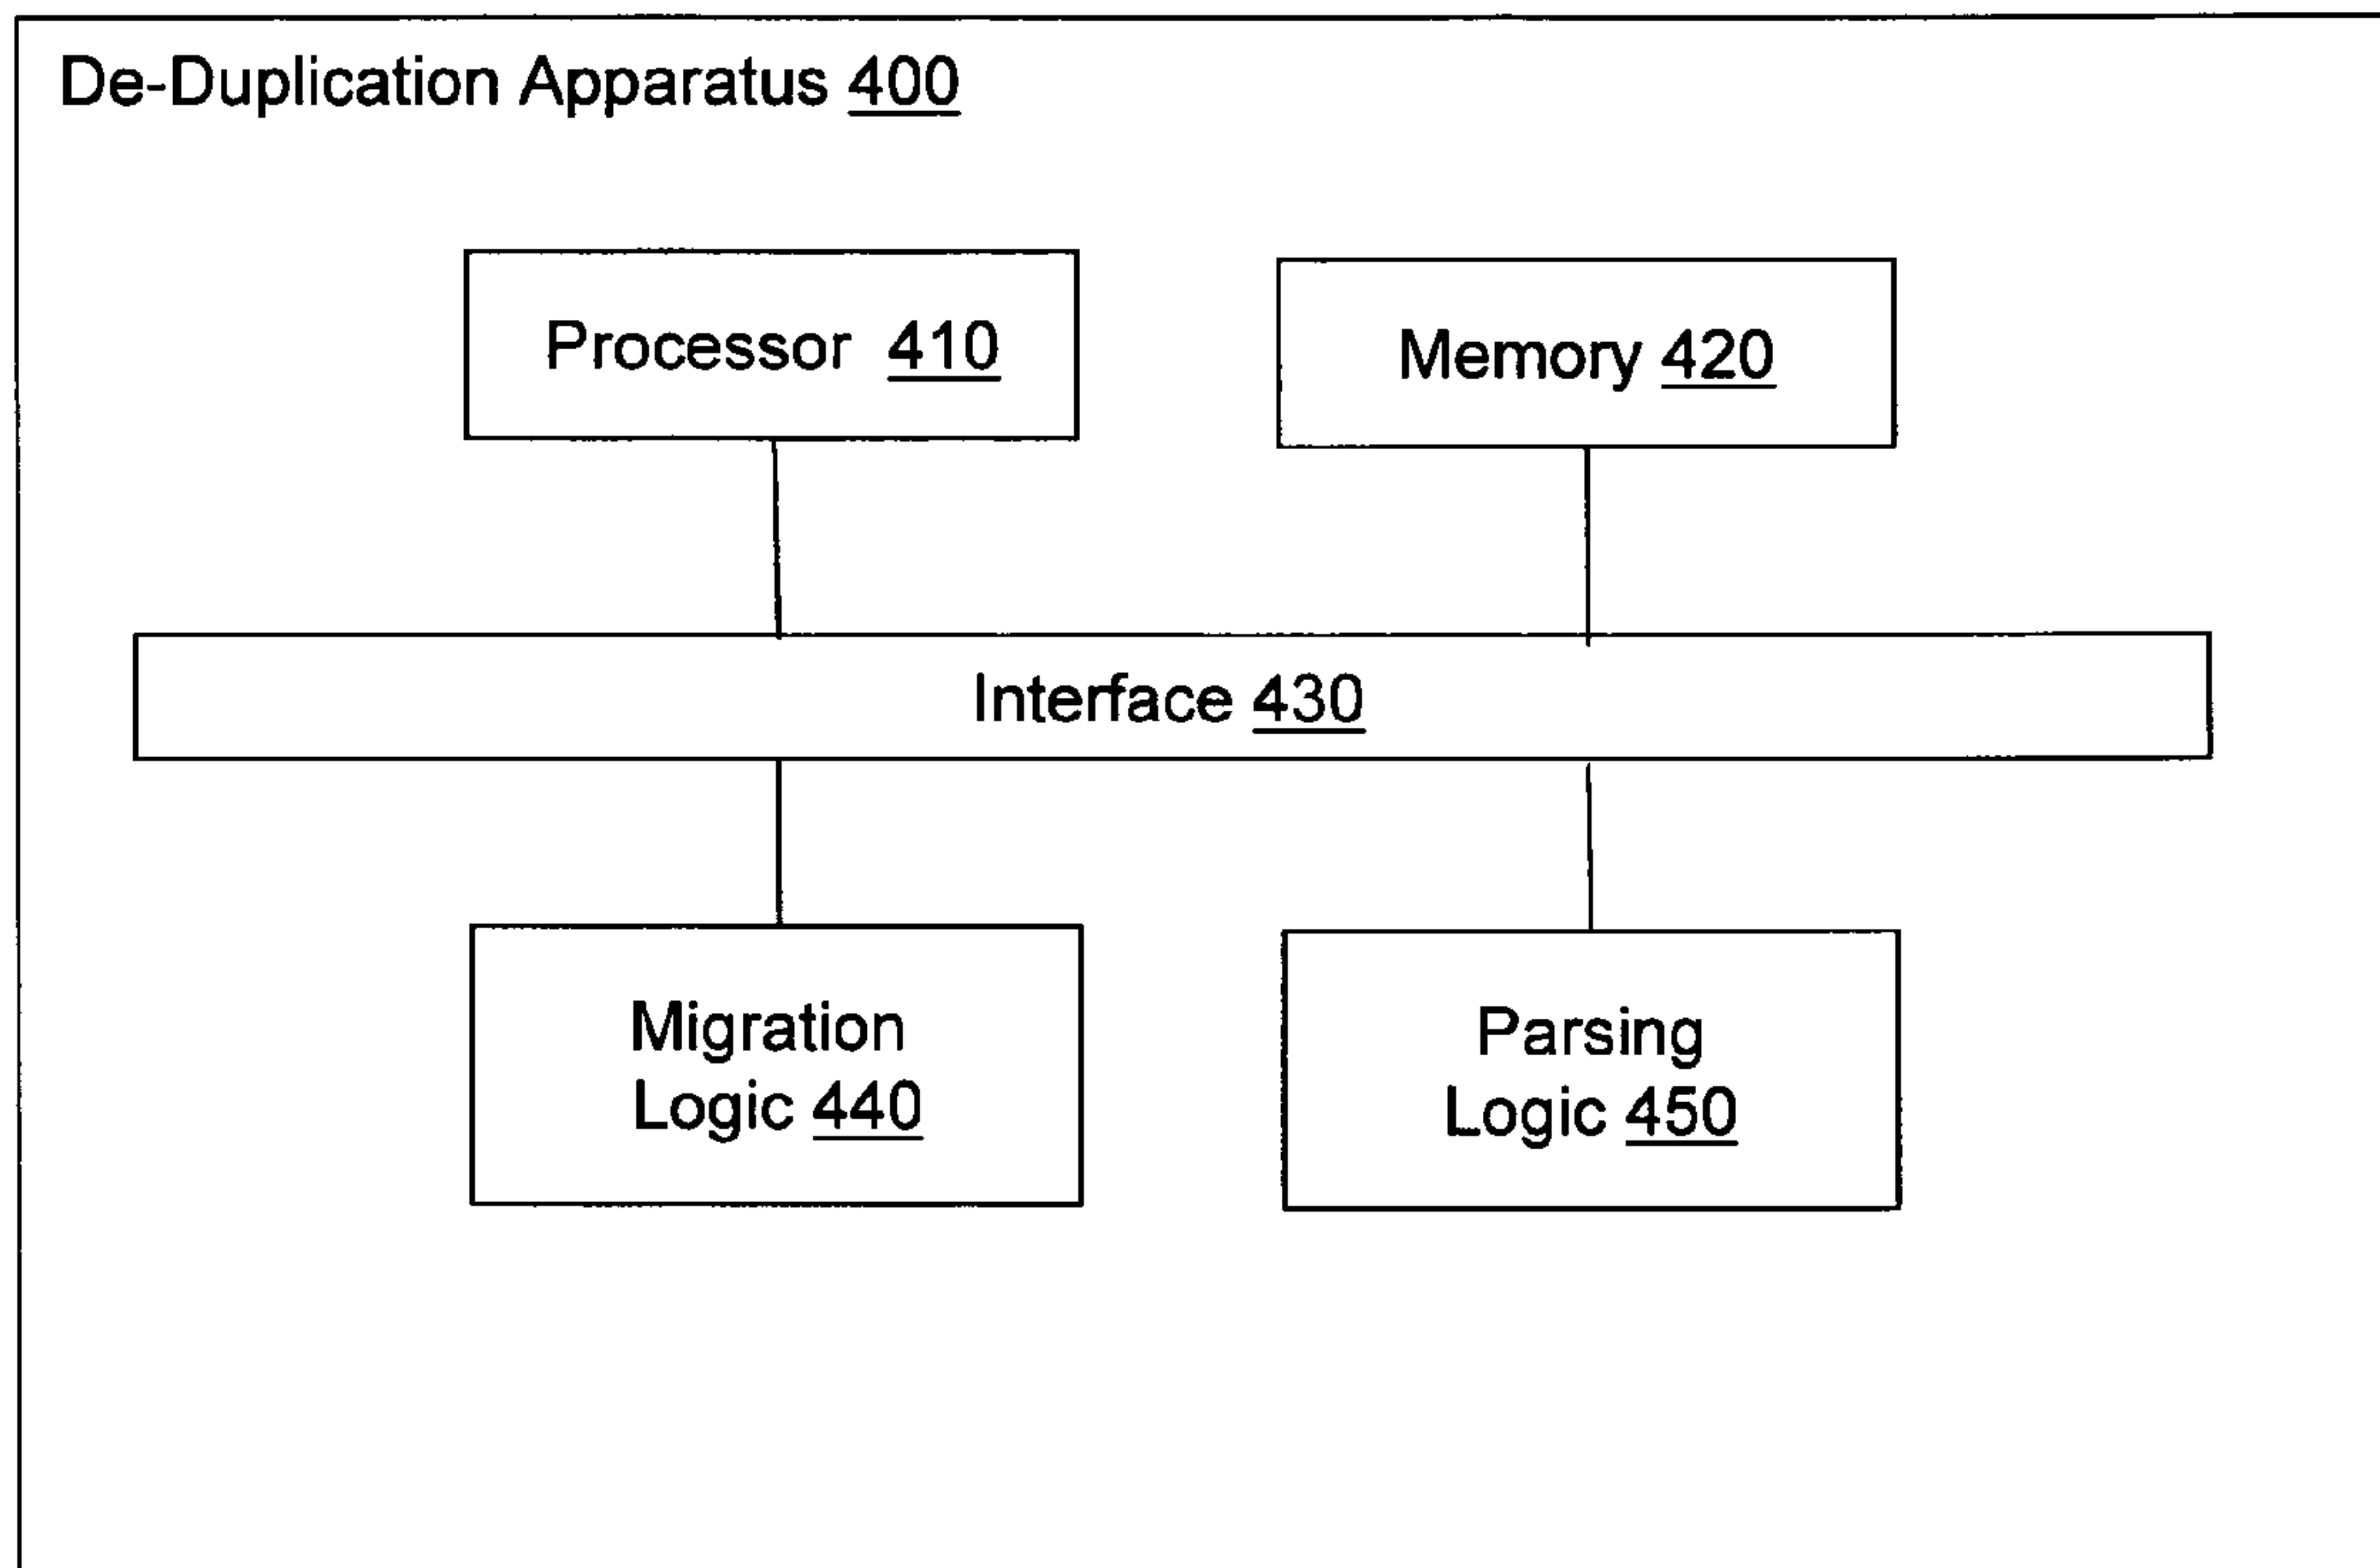 De-Duplication Apparatus 400
Processor 410
Memory 420
Interface 430
Migration
Logic 440
Parsing
Logic 450